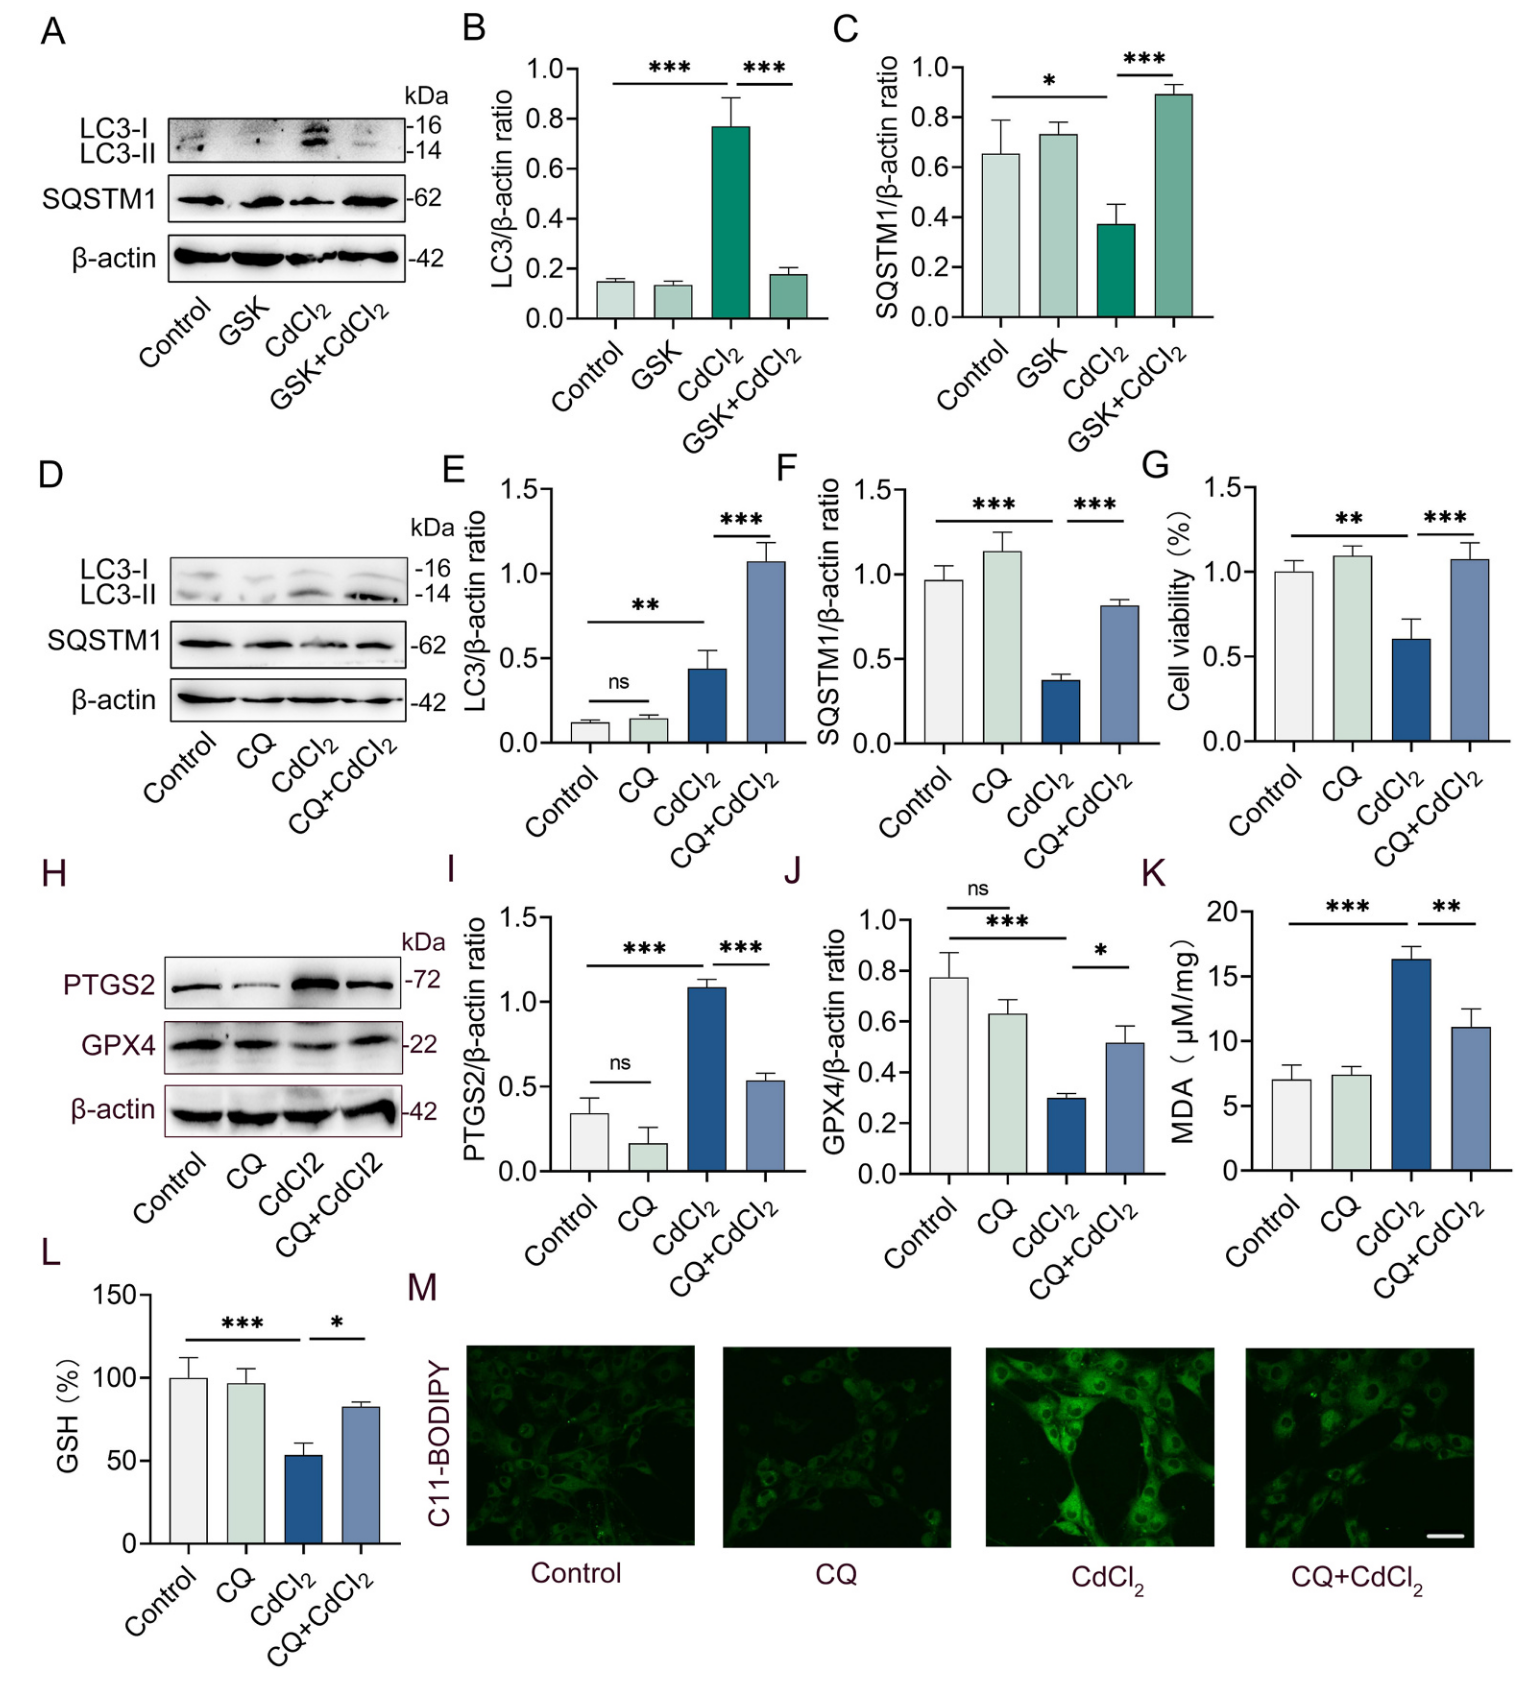 A
kDa
LC3-I
-16
LC3-II
-14
SQSTM1
-62
β-actin
-42
Control
GSK
CdCl2
GSK+CdCl2
B
LC3/β-actin ratio
1.0
0.8
0.6
0.4
0.2
0.0
***
***
Control
GSK
CdCl2
GSK+CdCl2
C
SQSTM1/β-actin ratio
1.0
0.8
0.6
0.4
0.2
0.0
*
***
Control
GSK
CdCl2
GSK+CdCl2
D
kDa
LC3-I
-16
LC3-II
-14
SQSTM1
-62
β-actin
-42
Control
CQ
CdCl2
CQ+CdCl2
E
LC3/β-actin ratio
1.5
1.0
0.5
0.0
ns
**
***
Control
CQ
CdCl2
CQ+CdCl2
F
SQSTM1/β-actin ratio
1.5
1.0
0.5
0.0
***
***
Control
CQ
CdCl2
CQ+CdCl2
G
Cell viability (%)
1.5
1.0
0.5
0.0
**
***
Control
CQ
CdCl2
CQ+CdCl2
H
kDa
PTGS2
-72
GPX4
-22
β-actin
-42
Control
CQ
CdCl2
CQ+CdCl2
I
PTGS2/β-actin ratio
1.5
1.0
0.5
0.0
ns
***
***
Control
CQ
CdCl2
CQ+CdCl2
J
GPX4/β-actin ratio
1.0
0.8
0.6
0.4
0.2
0.0
ns
***
*
Control
CQ
CdCl2
CQ+CdCl2
K
MDA ( μM/mg)
20
15
10
5
0
***
**
Control
CQ
CdCl2
CQ+CdCl2
L
GSH (%)
150
100
50
0
***
*
Control
CQ
CdCl2
CQ+CdCl2
M
C11-BODIPY
Control
CQ
CdCl2
CQ+CdCl2